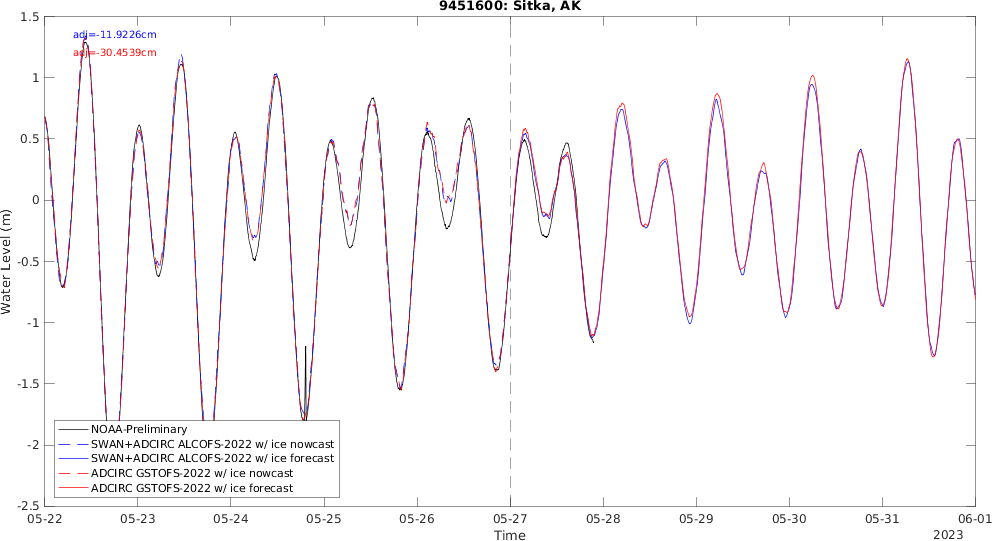 9451600: Sitka, AK
adj=-11.9226cm
adj=-30.4539cm
Water Level (m)
1.5
1
0.5
0
-0.5
-1
-1.5
-2
-2.5
NOAA-Preliminary
SWAN+ADCIRC ALCOFS-2022 w/ ice nowcast
SWAN+ADCIRC ALCOFS-2022 w/ ice forecast
ADCIRC GSTOFS-2022 w/ ice nowcast
ADCIRC GSTOFS-2022 w/ ice forecast
05-22 05-23 05-24 05-25 05-26 05-27 05-28 05-29 05-30 05-31 06-01
Time
2023